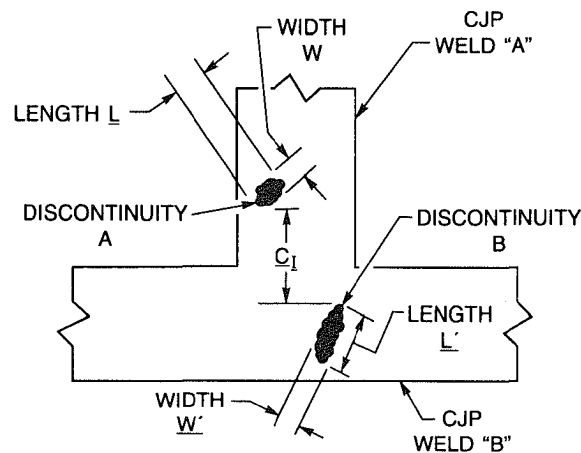 WIDTH
W
CJP
WELD “A”
LENGTH L
DISCONTINUITY
A
C_I
DISCONTINUITY
B
LENGTH
L′
WIDTH
W′
CJP
WELD “B”